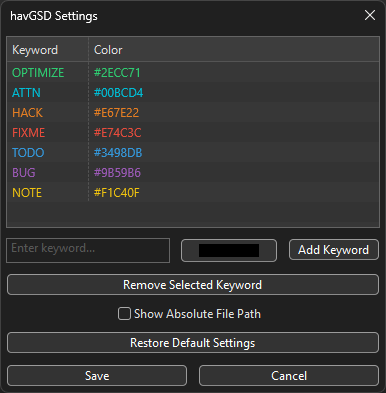 havGSD Settings
Keyword Color
OPTIMIZE #2ECC71
ATTN #00BCD4
HACK #E67E22
FIXME #E74C3C
TODO #3498DB
BUG #9B59B6
NOTE #F1C40F
Enter keyword... Add Keyword
Remove Selected Keyword
Show Absolute File Path
Restore Default Settings
Save Cancel